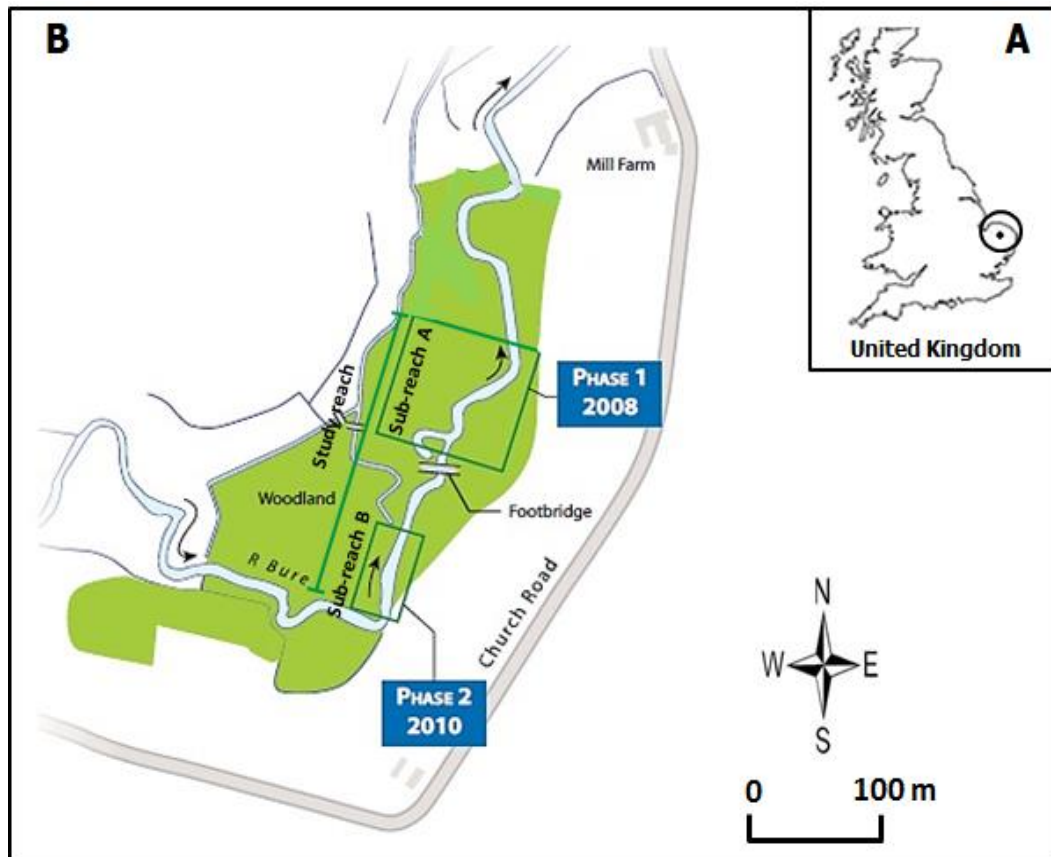 B
A
United Kingdom
Mill Farm
Sub-reach A
PHASE 1
2008
Study reach
Woodland
Footbridge
Sub-reach B
R Bure
Church Road
PHASE 2
2010
N
W E
S
0 100 m